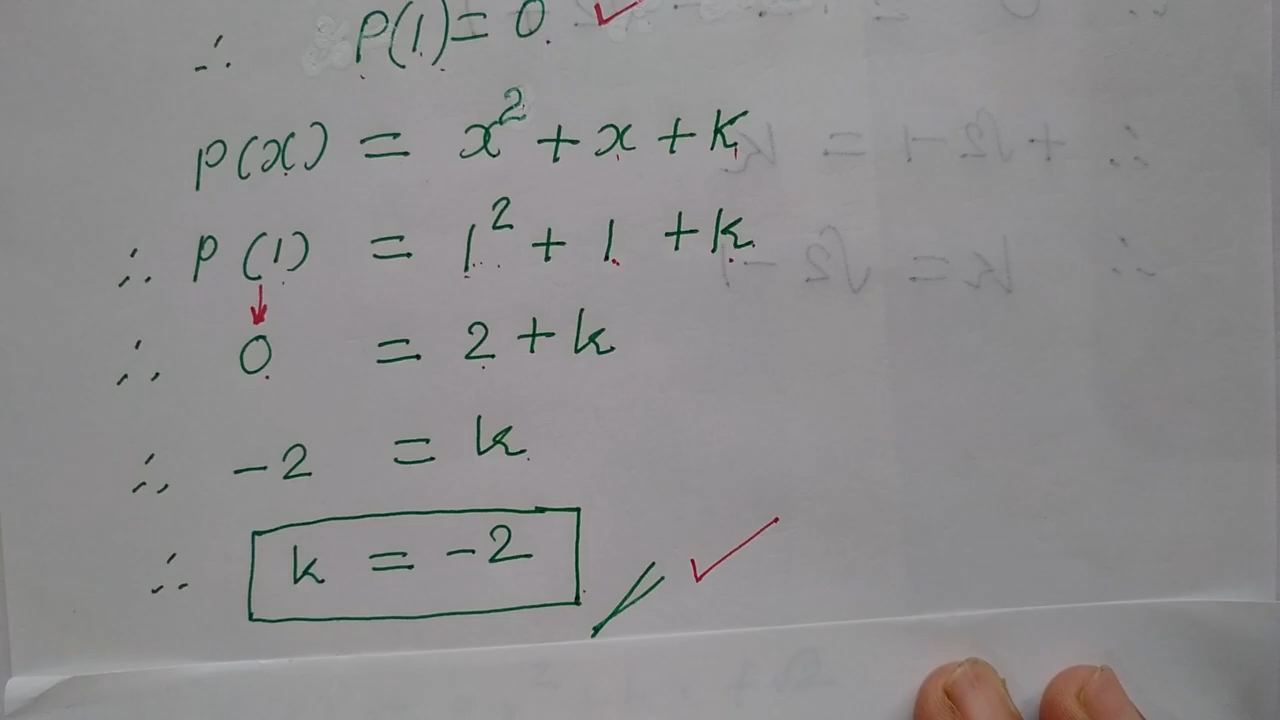 ∴ P(1) = 0. ✓
P(x) = x² + x + k
∴ P(1) = 1² + 1 + k
∴ 0 = 2 + k
∴ -2 = k
∴ k = -2 ✓